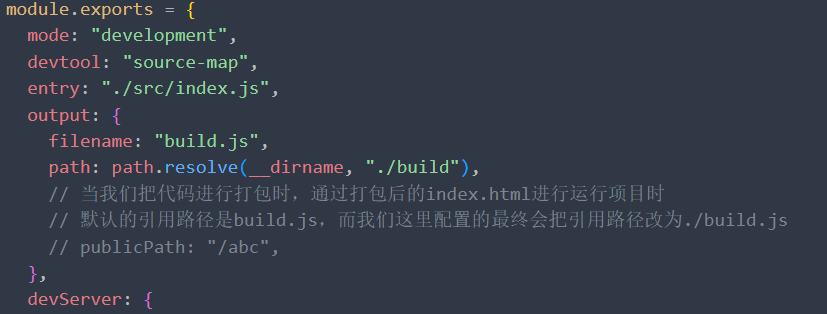 module.exports = {
  mode: "development",
  devtool: "source-map",
  entry: "./src/index.js",
  output: {
    filename: "build.js",
    path: path.resolve(__dirname, "./build"),
    // 当我们把代码进行打包时，通过打包后的index.html进行运行项目时
    // 默认的引用路径是build.js，而我们这里配置的最终会把引用路径改为./build.js
    // publicPath: "/abc",
  },
  devServer: {